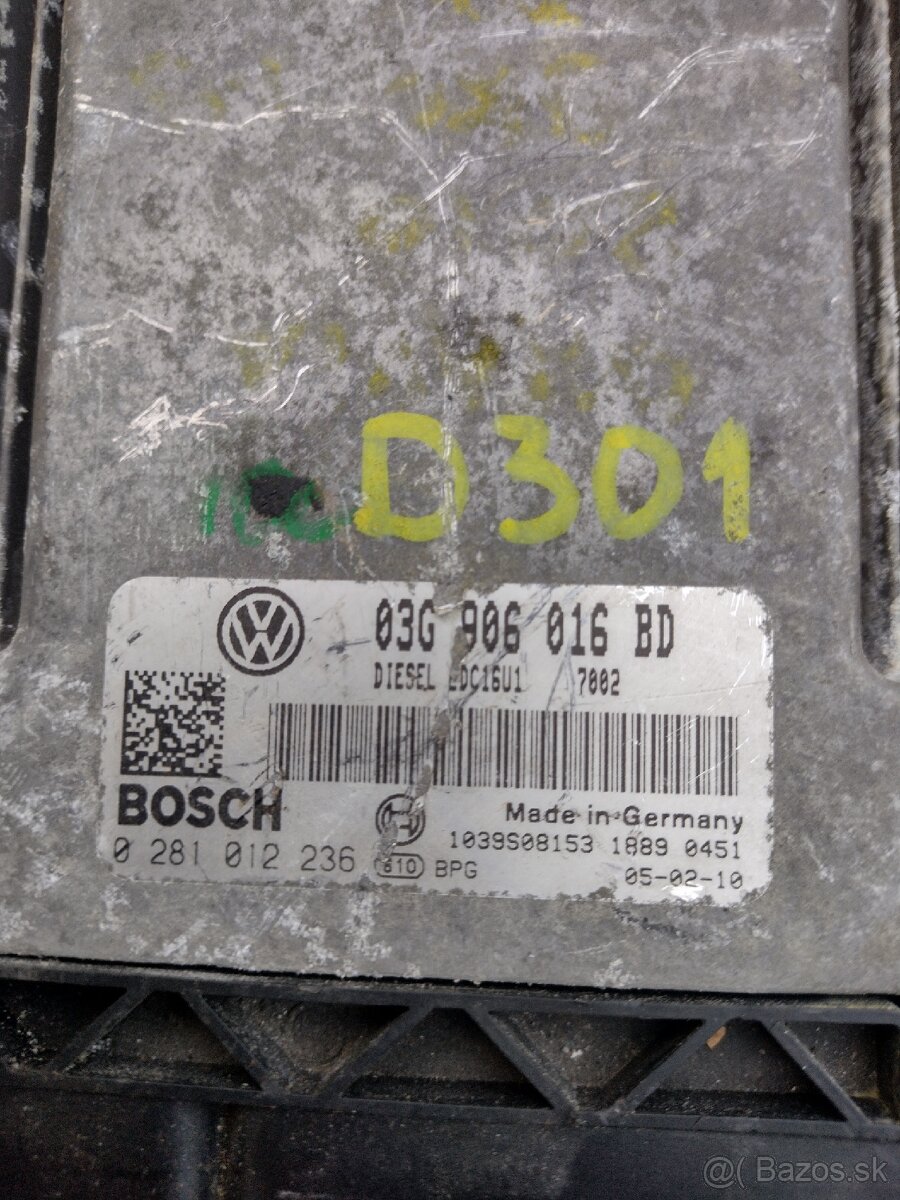 D301
03G 906 016 BD
DIESEL EDC16U1 7002
BOSCH
Made in Germany
1039S08153 1889 0451
0 281 012 236 610 BPG 05-02-10
@( Bazos.sk